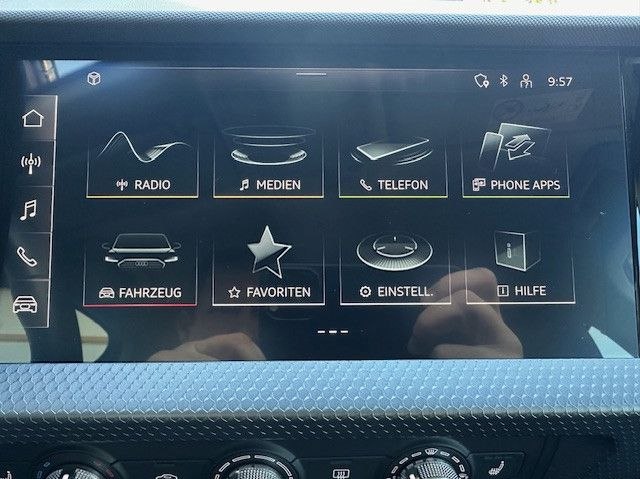 9:57
RADIO
MEDIEN
TELEFON
PHONE APPS
FAHRZEUG
FAVORITEN
EINSTELL.
HILFE